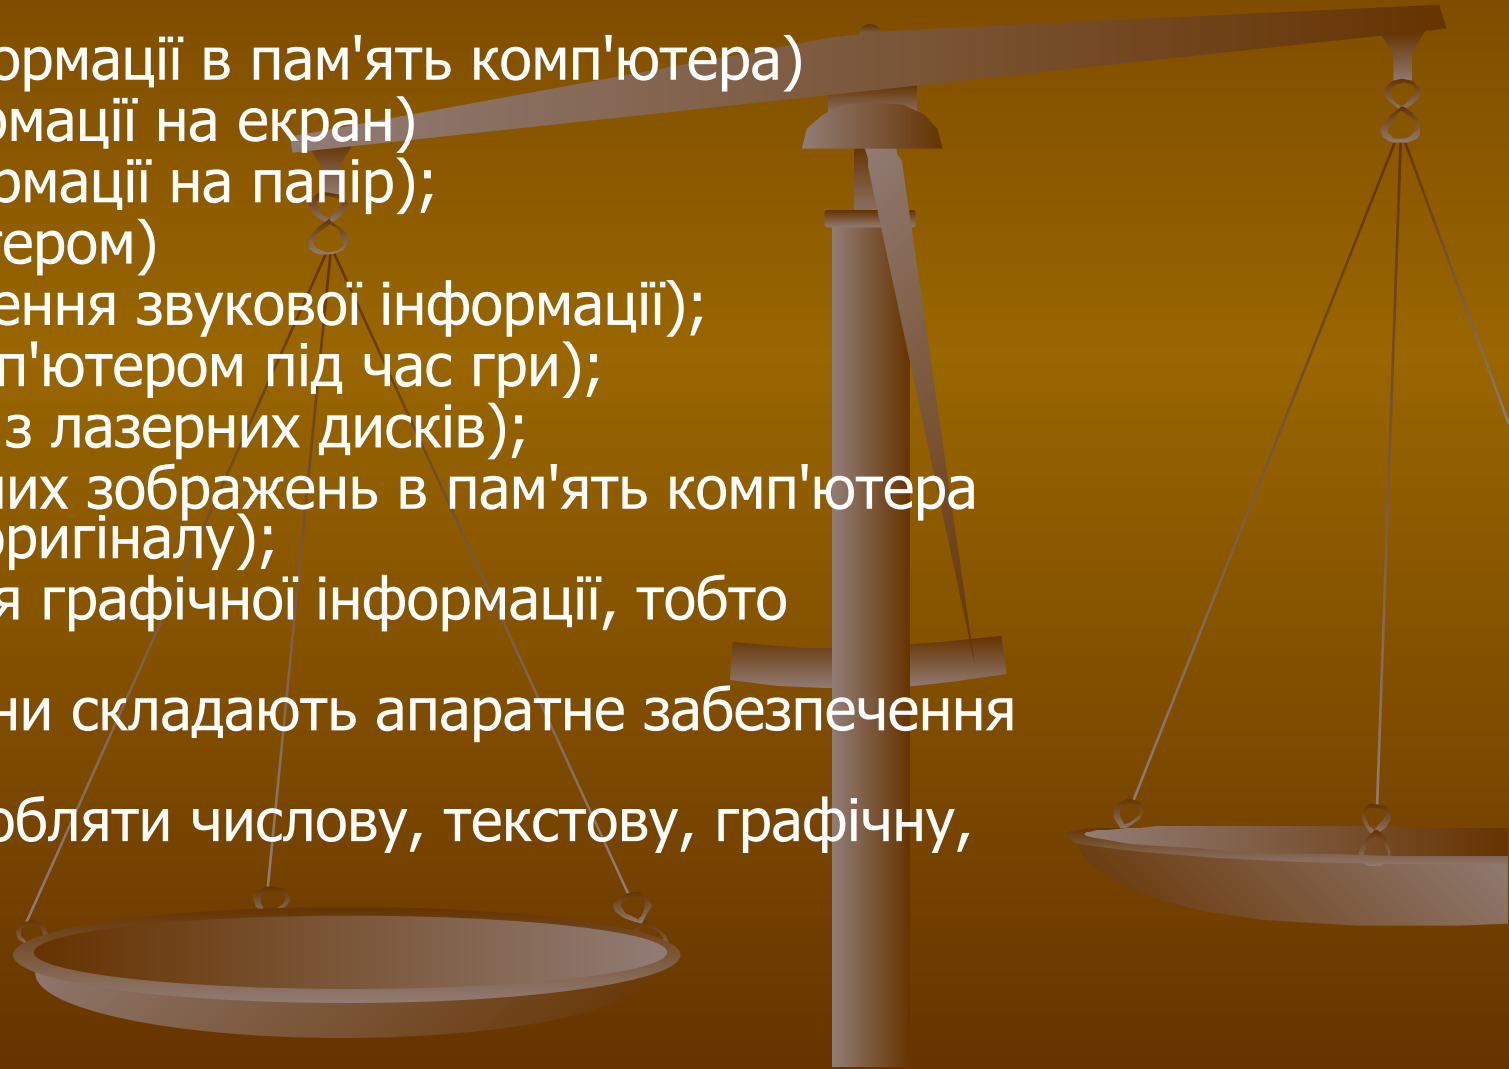 ормації в пам'ять комп'ютера)
омації на екран)
рмації на папір);
тером)
ення звукової інформації);
п'ютером під час гри);
з лазерних дисків);
них зображень в пам'ять комп'ютера
оригіналу);
я графічної інформації, тобто
ни складають апаратне забезпечення
обляти числову, текстову, графічну,